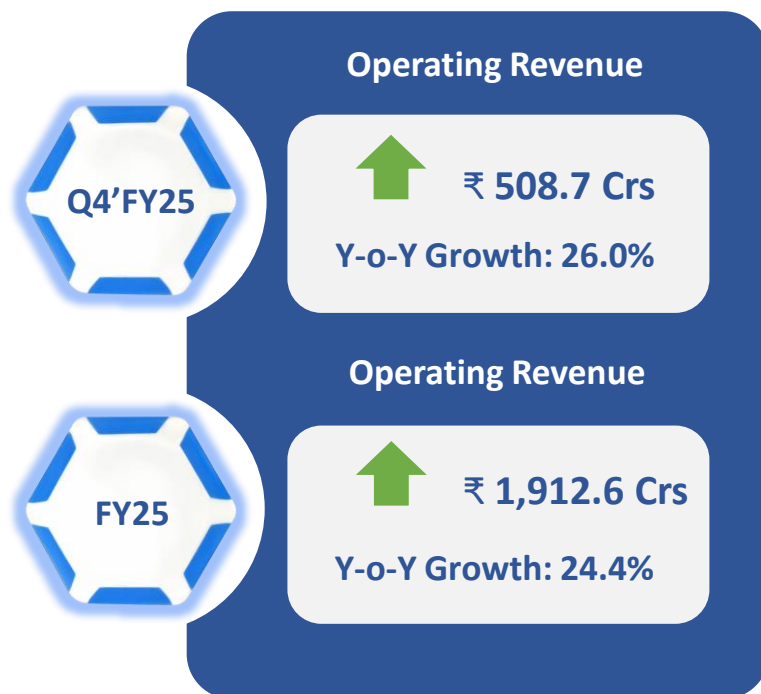 Operating Revenue
Q4’FY25
₹ 508.7 Crs
Y-o-Y Growth: 26.0%
Operating Revenue
FY25
₹ 1,912.6 Crs
Y-o-Y Growth: 24.4%